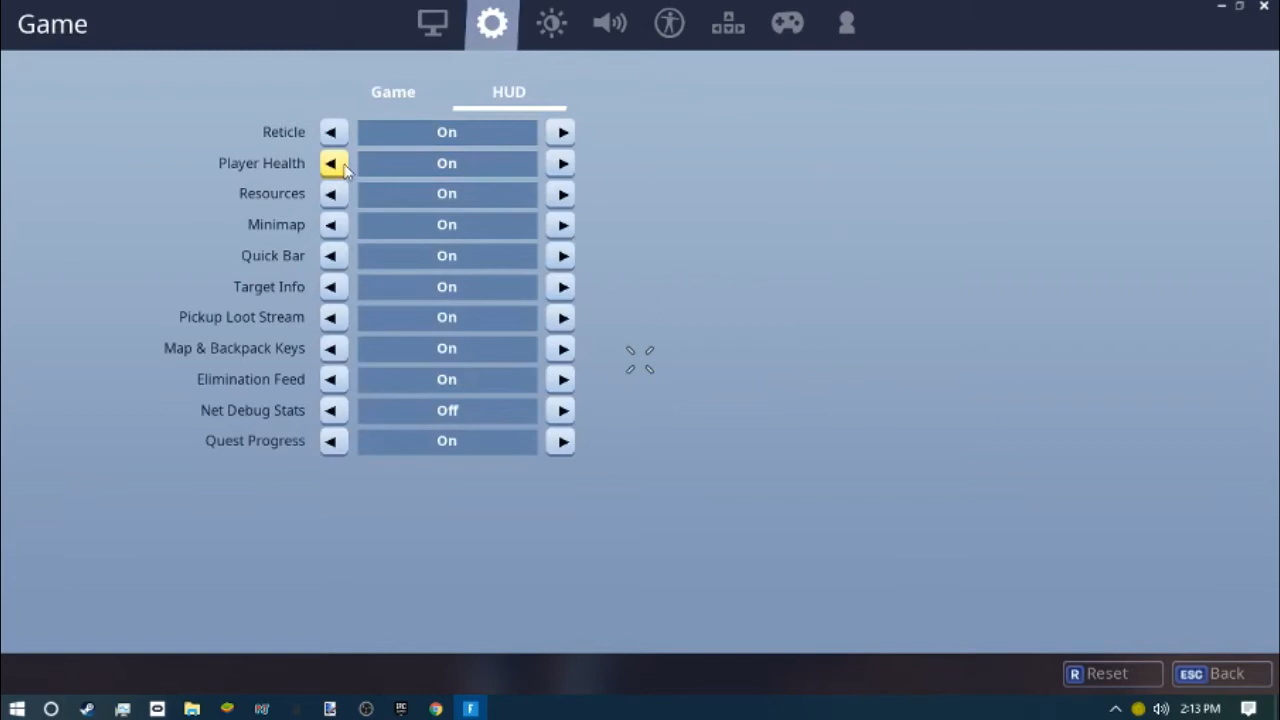 Game
Game HUD
Reticle On
Player Health On
Resources On
Minimap On
Quick Bar On
Target Info On
Pickup Loot Stream On
Map & Backpack Keys On
Elimination Feed On
Net Debug Stats Off
Quest Progress On
R Reset ESC Back
2:13 PM